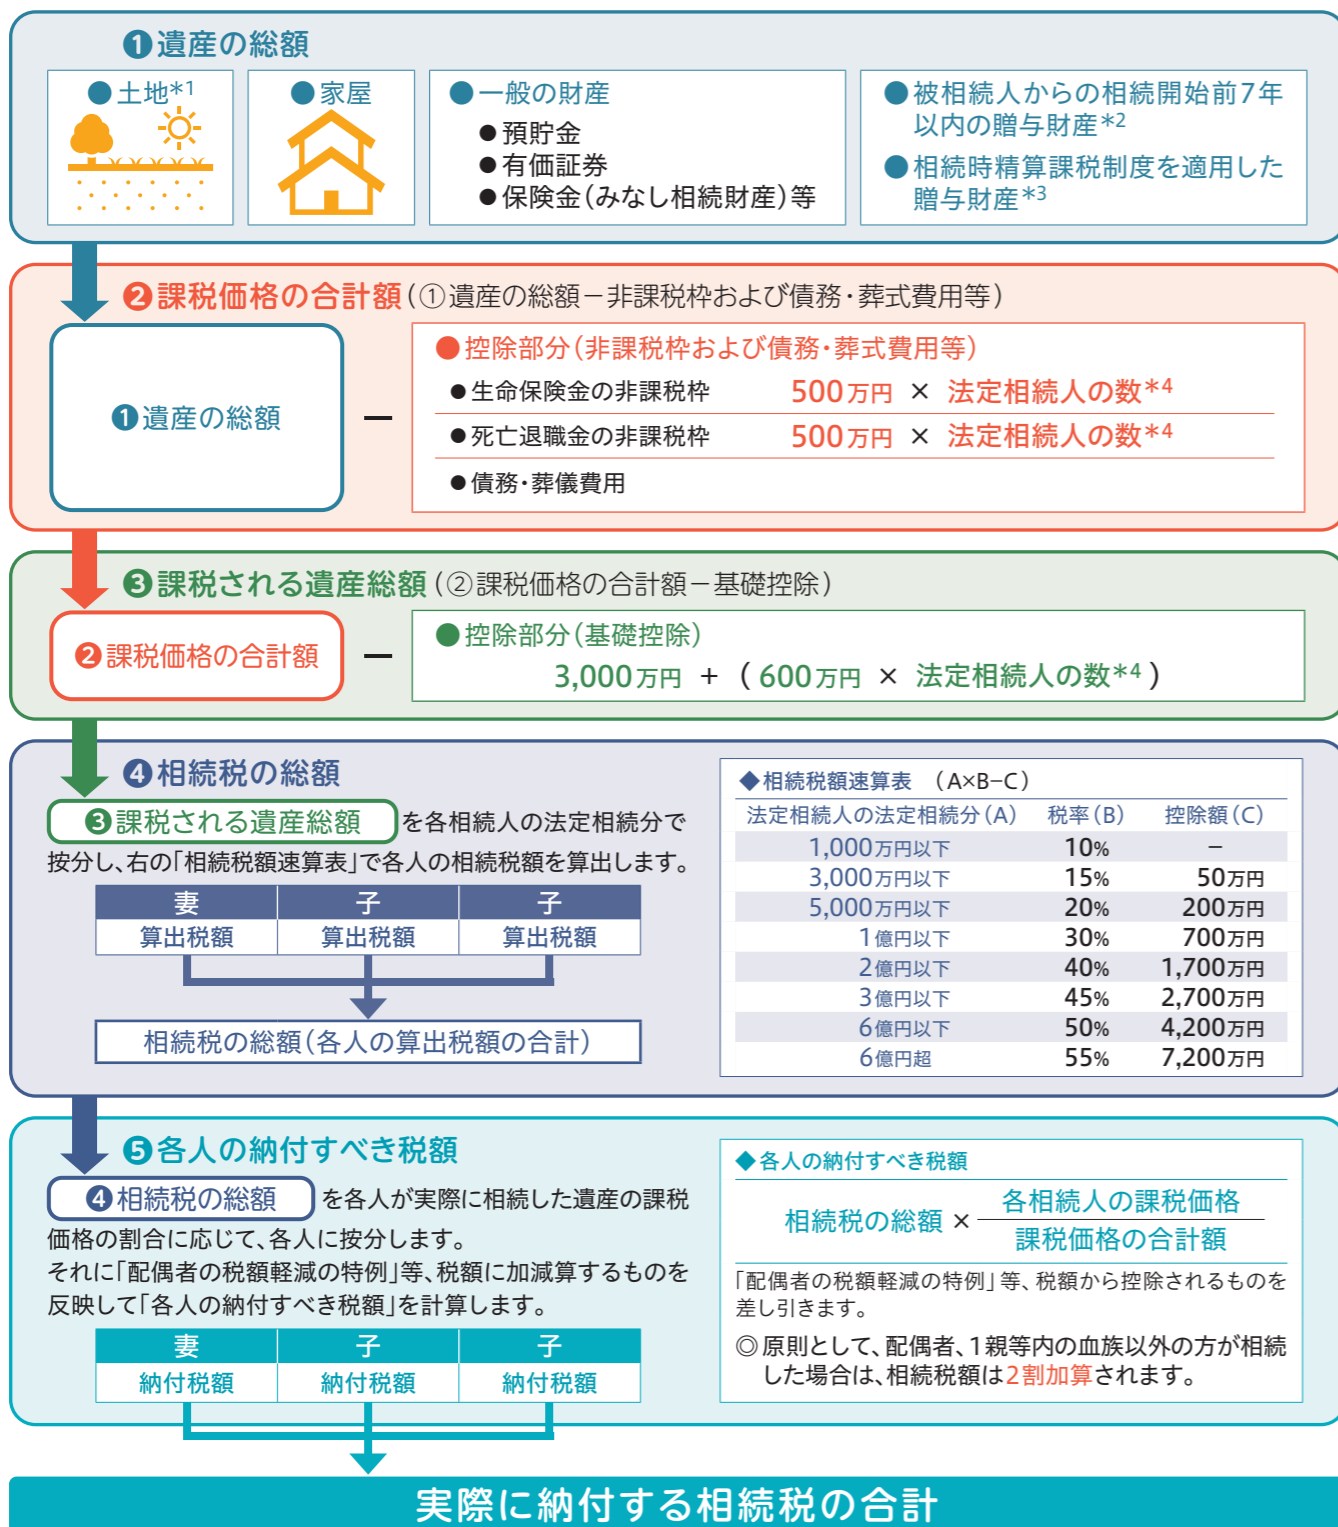 ❶遺産の総額
●土地*1
●家屋
●一般の財産
●預貯金
●有価証券
●保険金(みなし相続財産)等
●被相続人からの相続開始前7年
以内の贈与財産*2
●相続時精算課税制度を適用した
贈与財産*3
❷課税価格の合計額(①遺産の総額－非課税枠および債務・葬式費用等)
❶遺産の総額
－
●控除部分(非課税枠および債務・葬式費用等)
●生命保険金の非課税枠 500万円 × 法定相続人の数*4
●死亡退職金の非課税枠 500万円 × 法定相続人の数*4
●債務・葬儀費用
❸課税される遺産総額(②課税価格の合計額－基礎控除)
❷課税価格の合計額
－
●控除部分(基礎控除)
3,000万円 + (600万円 × 法定相続人の数*4)
❹相続税の総額
❸課税される遺産総額 を各相続人の法定相続分で
按分し、右の「相続税額速算表」で各人の相続税額を算出します。
妻 子 子
算出税額 算出税額 算出税額
相続税の総額(各人の算出税額の合計)
◆相続税額速算表 (A×B−C)
法定相続人の法定相続分(A) 税率(B) 控除額(C)
1,000万円以下 10% −
3,000万円以下 15% 50万円
5,000万円以下 20% 200万円
1億円以下 30% 700万円
2億円以下 40% 1,700万円
3億円以下 45% 2,700万円
6億円以下 50% 4,200万円
6億円超 55% 7,200万円
❺各人の納付すべき税額
❹相続税の総額 を各人が実際に相続した遺産の課税
価格の割合に応じて、各人に按分します。
それに「配偶者の税額軽減の特例」等、税額に加減算するものを
反映して「各人の納付すべき税額」を計算します。
妻 子 子
納付税額 納付税額 納付税額
◆各人の納付すべき税額
相続税の総額 ×
各相続人の課税価格
課税価格の合計額
「配偶者の税額軽減の特例」等、税額から控除されるものを
差し引きます。
◎原則として、配偶者、1親等内の血族以外の方が相続
した場合は、相続税額は2割加算されます。
実際に納付する相続税の合計